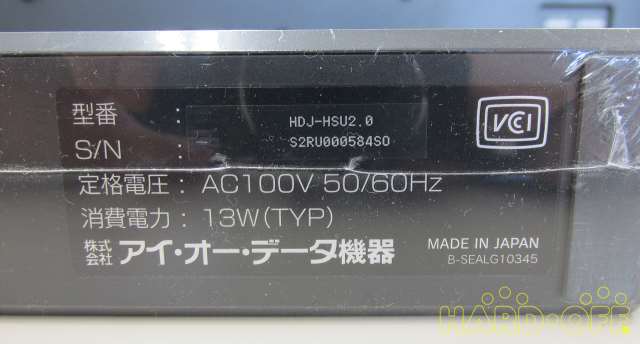 型番 : HDJ-HSU2.0
S/N : S2RU000584SO
VCI
定格電圧 : AC100V 50/60Hz
消費電力 : 13W(TYP)
株式会社 アイ・オー・データ機器
MADE IN JAPAN
B-SEALG10345
HARD-OFF